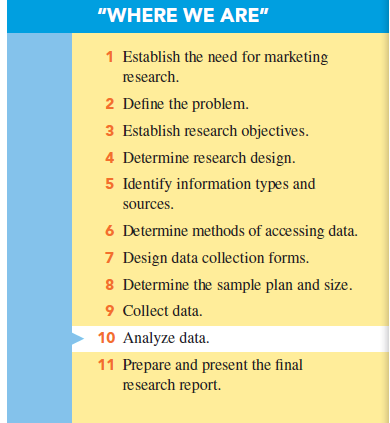 "WHERE WE ARE"
1 Establish the need for marketing
research.
2 Define the problem.
3 Establish research objectives.
4 Determine research design.
5 Identify information types and
sources.
6 Determine methods of accessing data.
7 Design data collection forms.
8 Determine the sample plan and size.
9 Collect data.
10 Analyze data.
11 Prepare and present the final
research report.